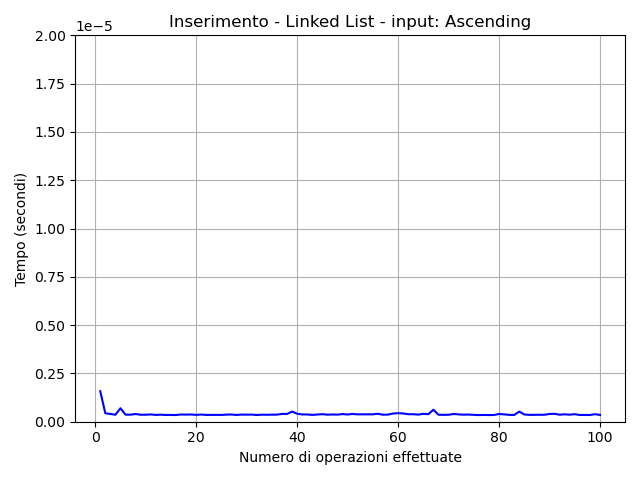 Inserimento - Linked List - input: Ascending
1e−5
2.00
1.75
1.50
1.25
1.00
0.75
0.50
0.25
0.00
Tempo (secondi)
0 20 40 60 80 100
Numero di operazioni effettuate